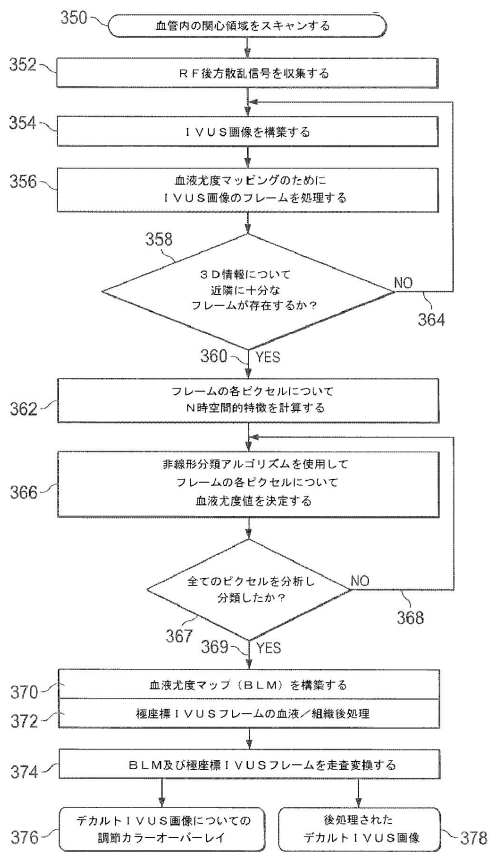 350
血管内の関心領域をスキャンする
352
ＲＦ後方散乱信号を収集する
354
ＩＶＵＳ画像を構築する
356
血液尤度マッピングのために
ＩＶＵＳ画像のフレームを処理する
358
３Ｄ情報について
近隣に十分な
フレームが存在するか？
NO
364
360
YES
362
フレームの各ピクセルについて
Ｎ時空間的特徴を計算する
366
非線形分類アルゴリズムを使用して
フレームの各ピクセルについて
血液尤度値を決定する
全てのピクセルを分析し
分類したか？
NO
368
367
369
YES
370
血液尤度マップ（ＢＬＭ）を構築する
372
極座標ＩＶＵＳフレームの血液／組織後処理
374
ＢＬＭ及び極座標ＩＶＵＳフレームを走査変換する
376
デカルトＩＶＵＳ画像についての
調節カラーオーバーレイ
後処理された
デカルトＩＶＵＳ画像
378